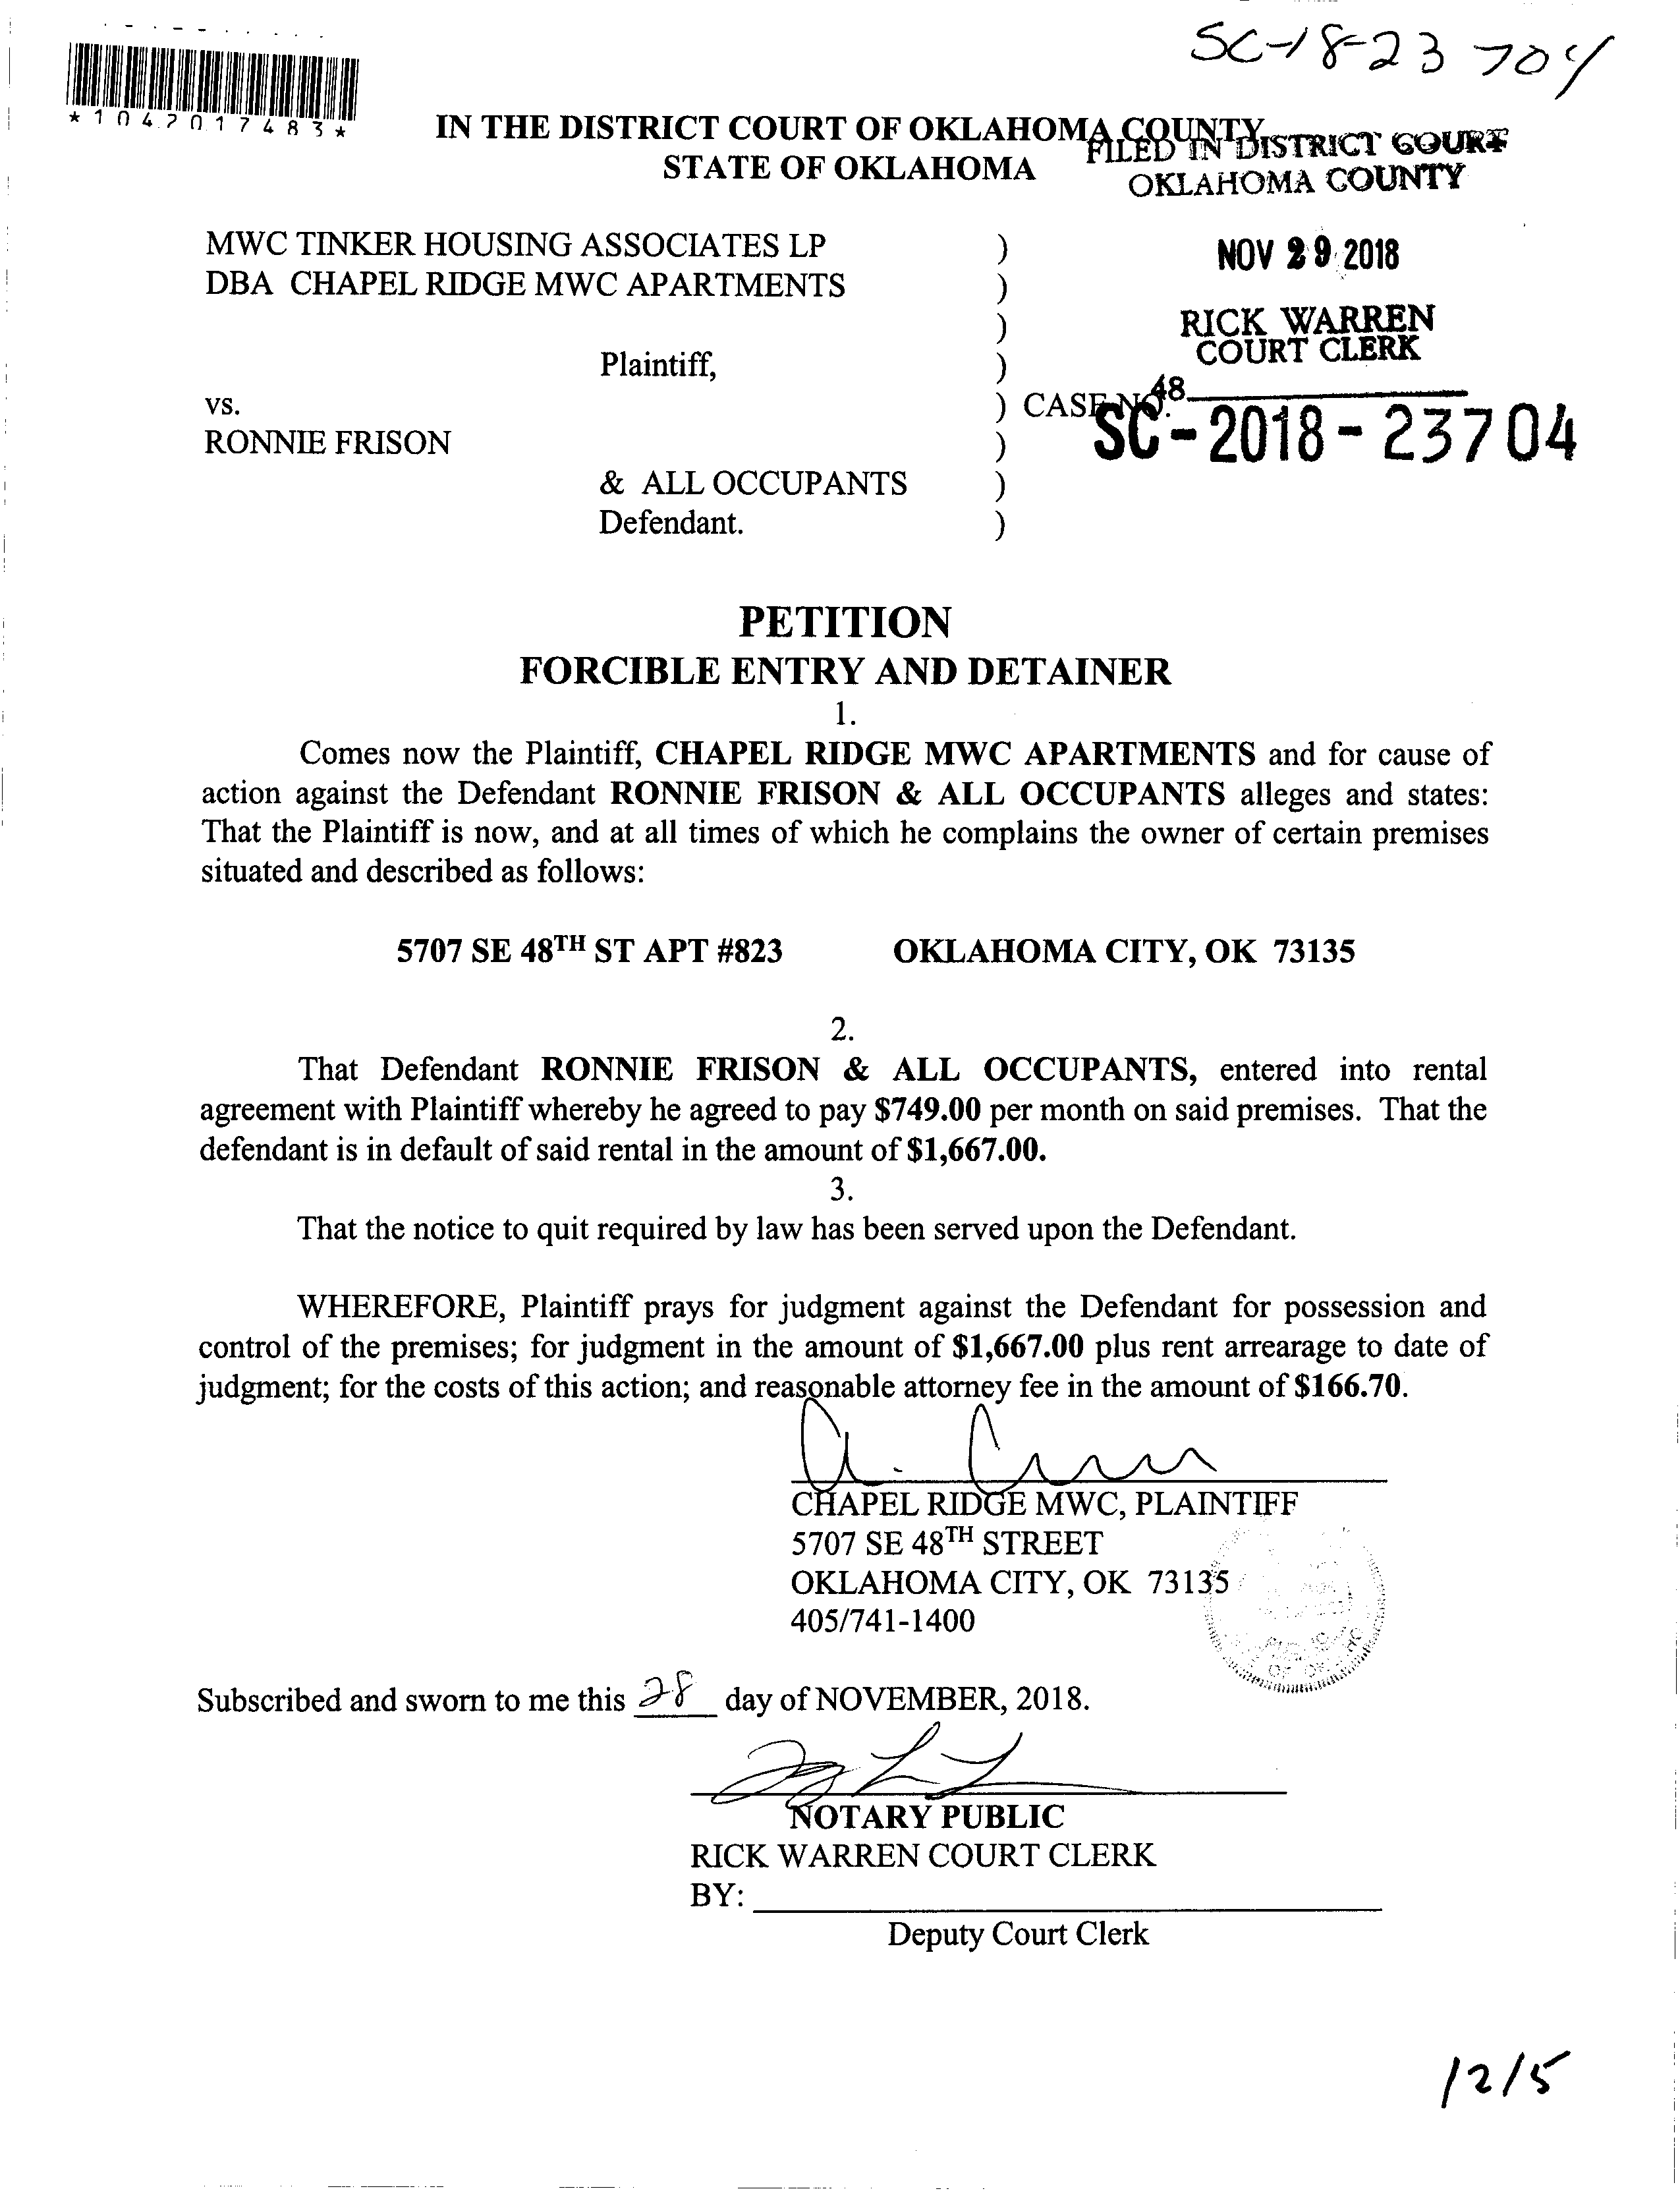 SC-18-23704
*1042017483*
IN THE DISTRICT COURT OF OKLAHOMA COUNTY
STATE OF OKLAHOMA
FILED IN DISTRICT COURT
OKLAHOMA COUNTY
MWC TINKER HOUSING ASSOCIATES LP )
DBA CHAPEL RIDGE MWC APARTMENTS )
)
NOV 29 2018
RICK WARREN
COURT CLERK
Plaintiff, )
48
vs. ) CASE NO.
SC-2018-23704
RONNIE FRISON )
& ALL OCCUPANTS )
Defendant. )
PETITION
FORCIBLE ENTRY AND DETAINER
1.
Comes now the Plaintiff, CHAPEL RIDGE MWC APARTMENTS and for cause of
action against the Defendant RONNIE FRISON & ALL OCCUPANTS alleges and states:
That the Plaintiff is now, and at all times of which he complains the owner of certain premises
situated and described as follows:
5707 SE 48TH ST APT #823 OKLAHOMA CITY, OK 73135
2.
That Defendant RONNIE FRISON & ALL OCCUPANTS, entered into rental
agreement with Plaintiff whereby he agreed to pay $749.00 per month on said premises. That the
defendant is in default of said rental in the amount of $1,667.00.
3.
That the notice to quit required by law has been served upon the Defendant.
WHEREFORE, Plaintiff prays for judgment against the Defendant for possession and
control of the premises; for judgment in the amount of $1,667.00 plus rent arrearage to date of
judgment; for the costs of this action; and reasonable attorney fee in the amount of $166.70.
CHAPEL RIDGE MWC, PLAINTIFF
5707 SE 48TH STREET
OKLAHOMA CITY, OK 73135
405/741-1400
Subscribed and sworn to me this 28 day of NOVEMBER, 2018.
NOTARY PUBLIC
RICK WARREN COURT CLERK
BY:
Deputy Court Clerk
12/5